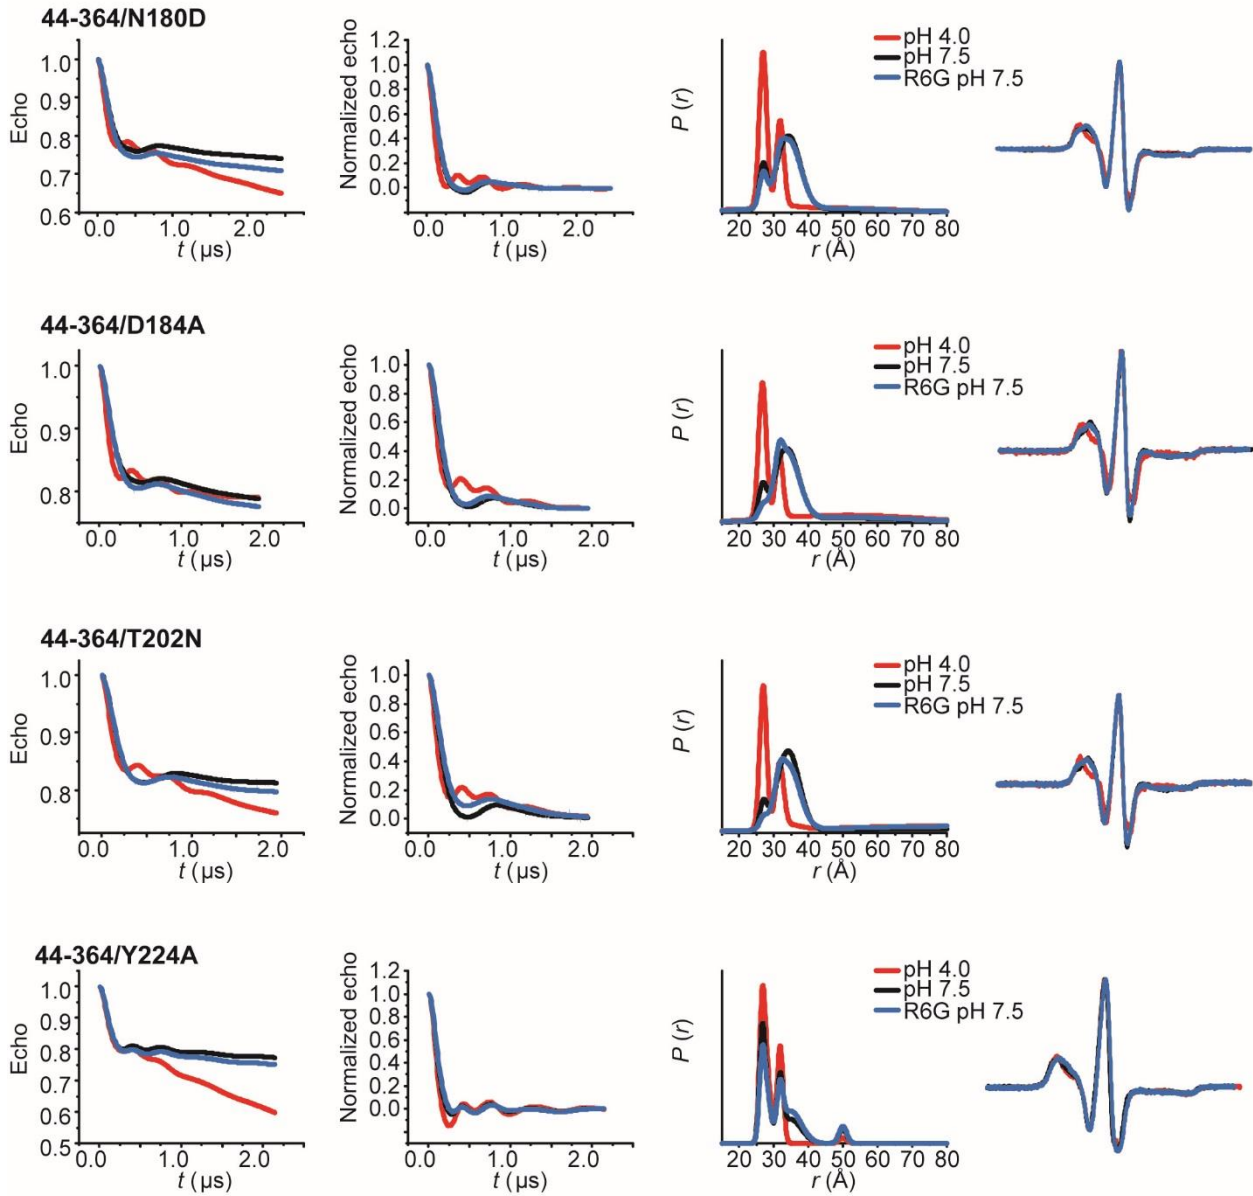 44-364/N180D
Echo
1.0
0.9
0.8
0.7
0.6
0.0 1.0 2.0
t (µs)
Normalized echo
1.2
1.0
0.8
0.6
0.4
0.2
0.0
0.0 1.0 2.0
t (µs)
P (r)
20 30 40 50 60 70 80
r (Å)
pH 4.0
pH 7.5
R6G pH 7.5
44-364/D184A
Echo
1.0
0.9
0.8
0.0 1.0 2.0
t (µs)
Normalized echo
1.0
0.8
0.6
0.4
0.2
0.0
0.0 1.0 2.0
t (µs)
P (r)
20 30 40 50 60 70 80
r (Å)
pH 4.0
pH 7.5
R6G pH 7.5
44-364/T202N
Echo
1.0
0.9
0.8
0.0 1.0 2.0
t (µs)
Normalized echo
1.0
0.8
0.6
0.4
0.2
0.0
0.0 1.0 2.0
t (µs)
P (r)
20 30 40 50 60 70 80
r (Å)
pH 4.0
pH 7.5
R6G pH 7.5
44-364/Y224A
Echo
1.0
0.9
0.8
0.7
0.6
0.5
0.0 1.0 2.0
t (µs)
Normalized echo
1.2
1.0
0.8
0.6
0.4
0.2
0.0
0.0 1.0 2.0
t (µs)
P (r)
20 30 40 50 60 70 80
r (Å)
pH 4.0
pH 7.5
R6G pH 7.5